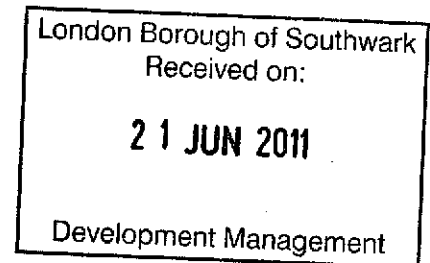 London Borough of Southwark
Received on:
21 JUN 2011
Development Management